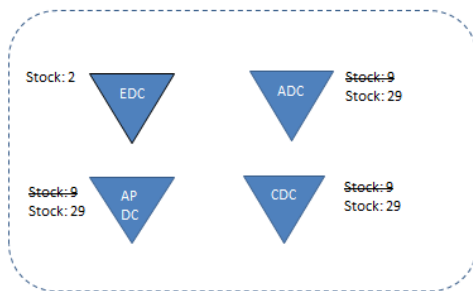 Stock: 2
EDC
ADC
Stock: 9
Stock: 29
Stock: 9
Stock: 29
AP
DC
CDC
Stock: 9
Stock: 29